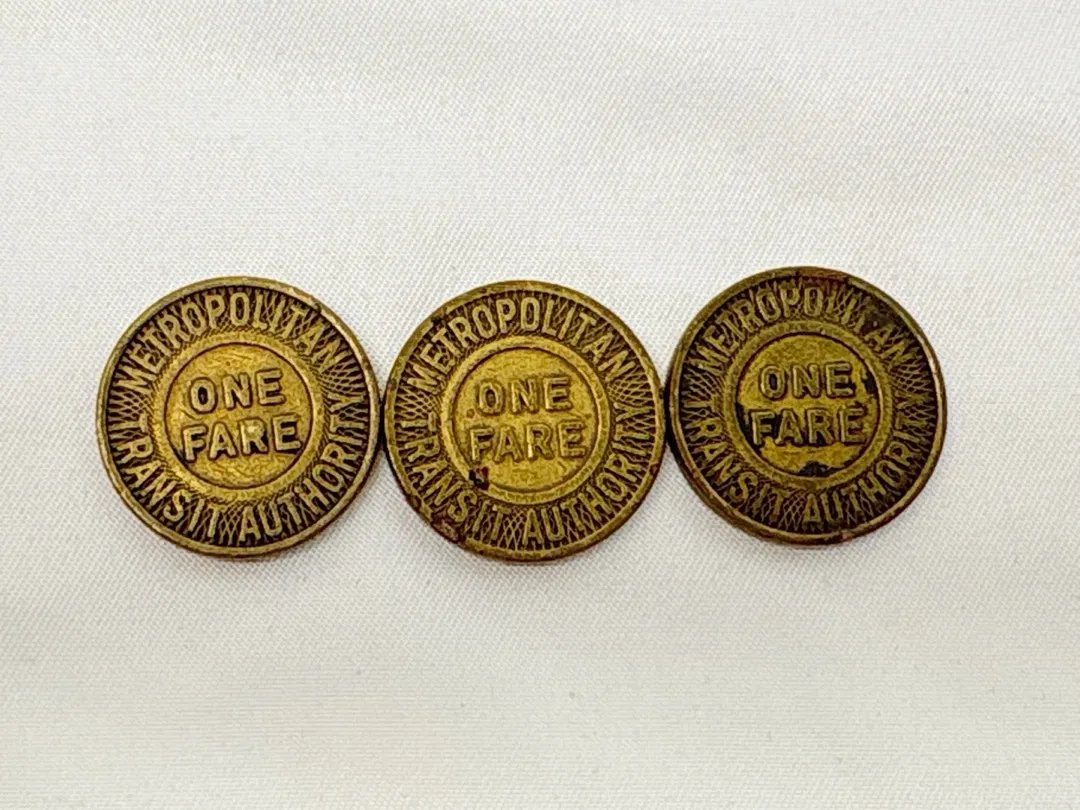 METROPOLITAN
ONE
FARE
TRANSIT AUTHORITY
METROPOLITAN
ONE
FARE
TRANSIT AUTHORITY
METROPOLITAN
ONE
FARE
TRANSIT AUTHORITY